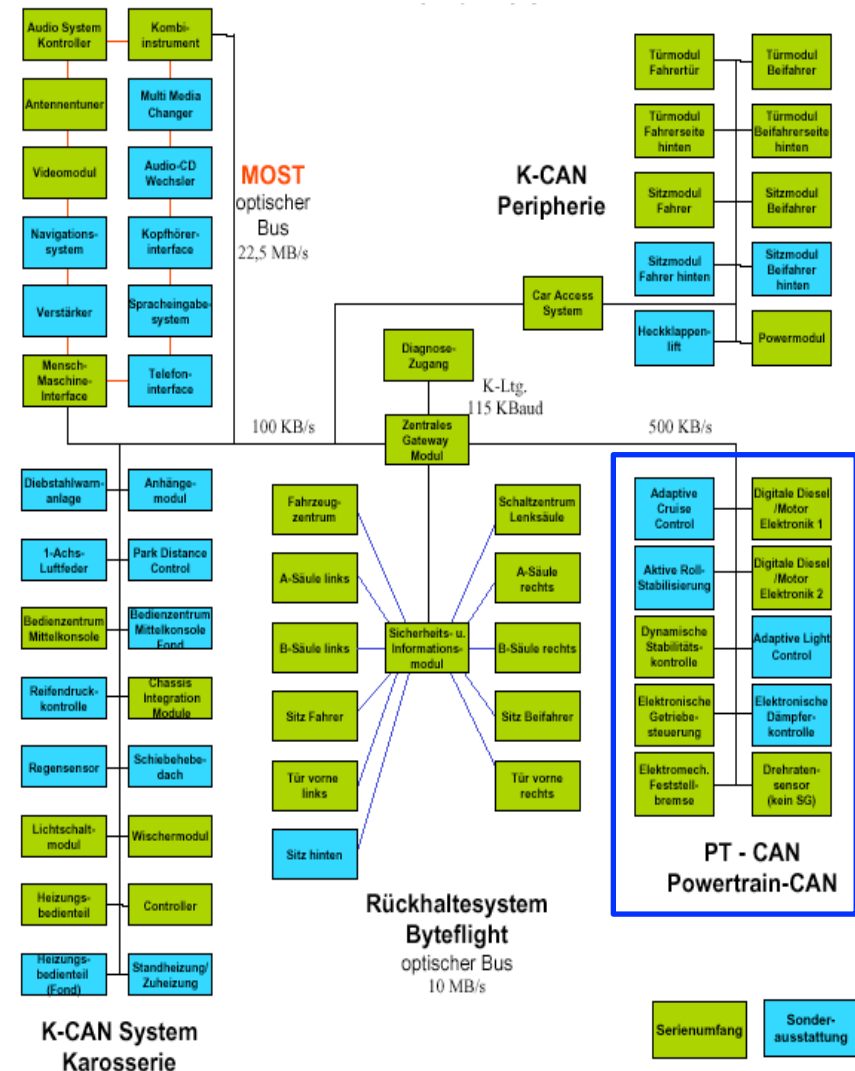 Audio System
Kontroller
Kombi-
instrument
Antennentuner
Multi Media
Changer
Videomodul
Audio-CD
Wechsler
Navigations-
system
Kopfhörer-
interface
Verstärker
Spracheingabe-
system
Mensch-
Maschine-
Interface
Telefon-
interface
MOST
optischer
Bus
22,5 MB/s
K-CAN
Peripherie
Türmodul
Fahrertür
Türmodul
Beifahrer
Türmodul
Fahrerseite
hinten
Türmodul
Beifahrerseite
hinten
Sitzmodul
Fahrer
Sitzmodul
Beifahrer
Sitzmodul
Fahrer hinten
Sitzmodul
Beifahrer
hinten
Heckklappen-
lift
Powermodul
Car Access
System
Diagnose-
Zugang
K-Ltg.
115 KBaud
100 KB/s
Zentrales
Gateway
Modul
500 KB/s
Diebstahlwarn-
anlage
Anhänge-
modul
1-Achs-
Luftfeder
Park Distance
Control
Bedienzentrum
Mittelkonsole
Bedienzentrum
Mittelkonsole
Fond
Reifendruck-
kontrolle
Chassis
Integration
Module
Regensensor
Schiebehebe-
dach
Lichtschalt-
modul
Wischermodul
Heizungs-
bedienteil
Controller
Heizungs-
bedienteil
(Fond)
Standheizung/
Zuheizung
K-CAN System
Karosserie
Fahrzeug-
zentrum
Schaltzentrum
Lenksäule
A-Säule links
A-Säule
rechts
B-Säule links
Sicherheits- u.
Informations-
modul
B-Säule rechts
Sitz Fahrer
Sitz Beifahrer
Tür vorne
links
Tür vorne
rechts
Sitz hinten
Rückhaltesystem
Byteflight
optischer Bus
10 MB/s
Adaptive
Cruise
Control
Digitale Diesel
/Motor
Elektronik 1
Aktive Roll-
Stabilisierung
Digitale Diesel
/Motor
Elektronik 2
Dynamische
Stabilitäts-
kontrolle
Adaptive Light
Control
Elektronische
Getriebe-
steuerung
Elektronische
Dämpfer-
kontrolle
Elektromech.
Feststell-
bremse
Drehraten-
sensor
(kein SG)
PT - CAN
Powertrain-CAN
Serienumfang
Sonder-
ausstattung